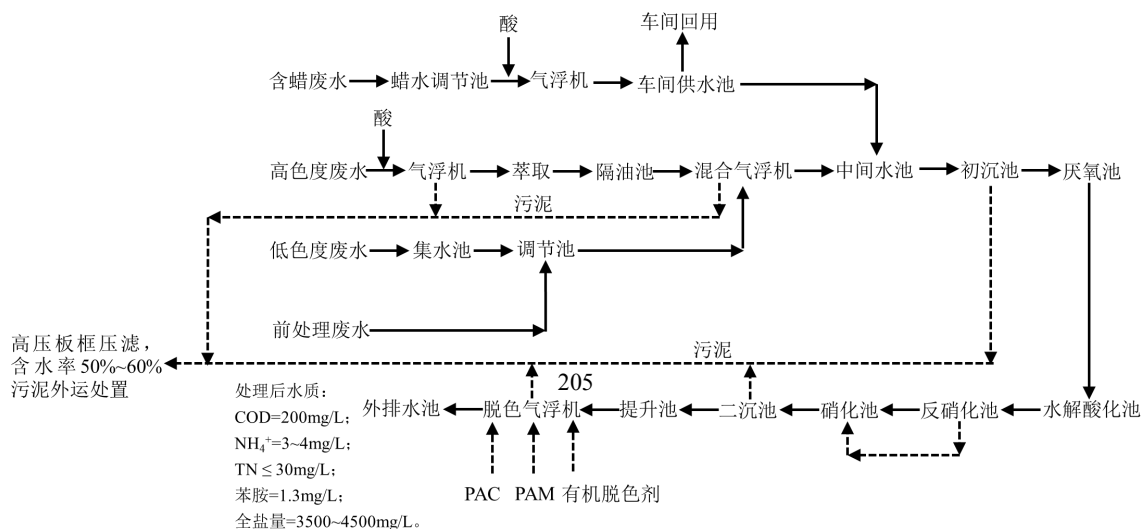 酸
车间回用
含蜡废水
蜡水调节池
气浮机
车间供水池
酸
高色度废水
气浮机
萃取
隔油池
混合气浮机
中间水池
初沉池
厌氧池
污泥
低色度废水
集水池
调节池
前处理废水
高压板框压滤，
含水率50%~60%
污泥外运处置
污泥
205
处理后水质：
COD=200mg/L；
NH₄⁺=3~4mg/L；
TN ≤ 30mg/L；
苯胺=1.3mg/L；
全盐量=3500~4500mg/L。
外排水池
脱色气浮机
提升池
二沉池
硝化池
反硝化池
水解酸化池
PAC
PAM
有机脱色剂